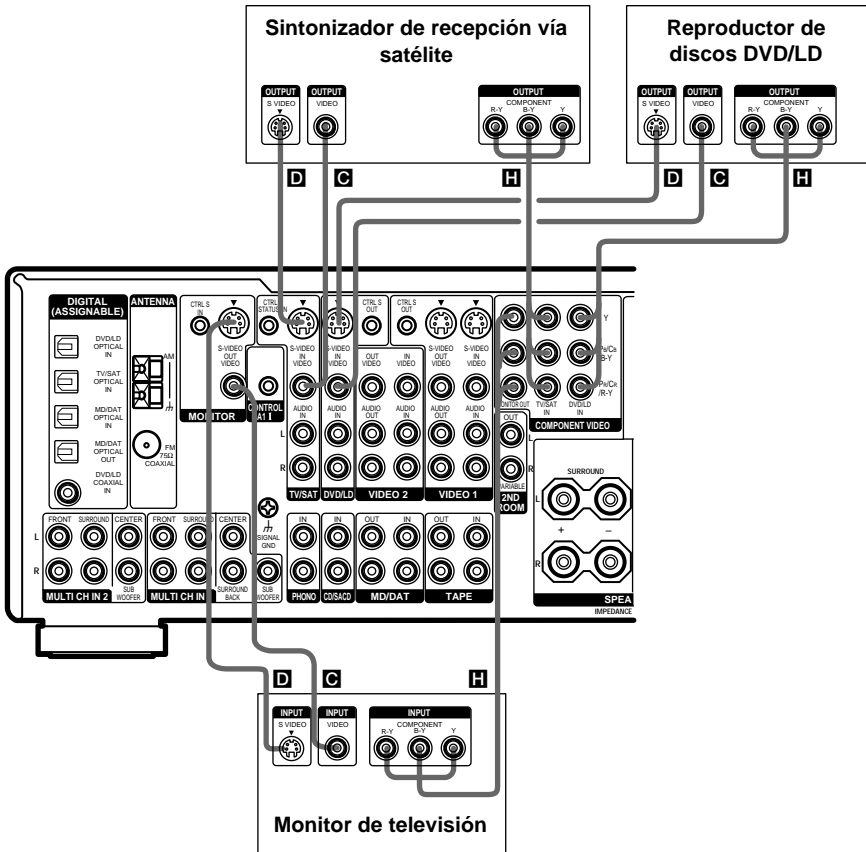 Sintonizador de recepción vía
satélite
Reproductor de
discos DVD/LD
OUTPUT
S VIDEO
OUTPUT
VIDEO
OUTPUT
COMPONENT
R-Y B-Y Y
OUTPUT
S VIDEO
OUTPUT
VIDEO
OUTPUT
COMPONENT
R-Y B-Y Y
D C H D C H
DIGITAL
(ASSIGNABLE)
DVD/LD
OPTICAL
IN
TV/SAT
OPTICAL
IN
MD/DAT
OPTICAL
IN
MD/DAT
OPTICAL
OUT
DVD/LD
COAXIAL
IN
ANTENNA
AM
FM
75Ω
COAXIAL
CTRL S
IN
S-VIDEO
OUT
VIDEO
MONITOR
CTRL
STATUS IN
CONTROL
A1 II
S-VIDEO
IN
VIDEO
AUDIO
IN
L
R
TV/SAT
S-VIDEO
IN
VIDEO
AUDIO
IN
DVD/LD
CTRL S
OUT
OUT
VIDEO
IN
VIDEO
AUDIO
OUT
AUDIO
IN
VIDEO 2
CTRL S
OUT
S-VIDEO
OUT
VIDEO
S-VIDEO
IN
VIDEO
AUDIO
OUT
AUDIO
IN
VIDEO 1
Y
PB/CB
B-Y
PR/CR
/R-Y
MONITOR OUT
TV/SAT
IN
DVD/LD
IN
COMPONENT VIDEO
OUT
L
R
VARIABLE
2ND
ROOM
SURROUND
L
+ –
R
SPEA
IMPEDANCE
SIGNAL
GND
FRONT SURROUND CENTER
L
R
SUB
WOOFER
MULTI CH IN 2
FRONT SURROUND CENTER
MULTI CH IN
SURROUND
BACK
SUB
WOOFER
IN
PHONO
IN
CD/SACD
OUT IN
MD/DAT
OUT IN
TAPE
D C H
INPUT
S VIDEO
INPUT
VIDEO
INPUT
COMPONENT
R-Y B-Y Y
Monitor de televisión